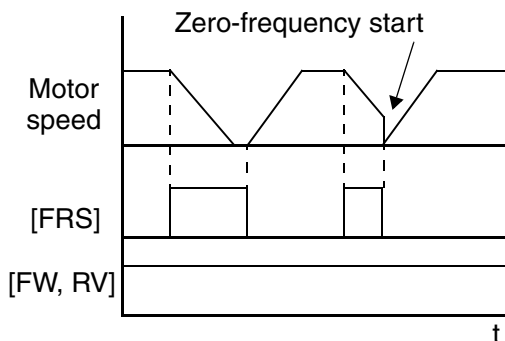 Zero-frequency start
Motor
speed
[FRS]
[FW, RV]
t